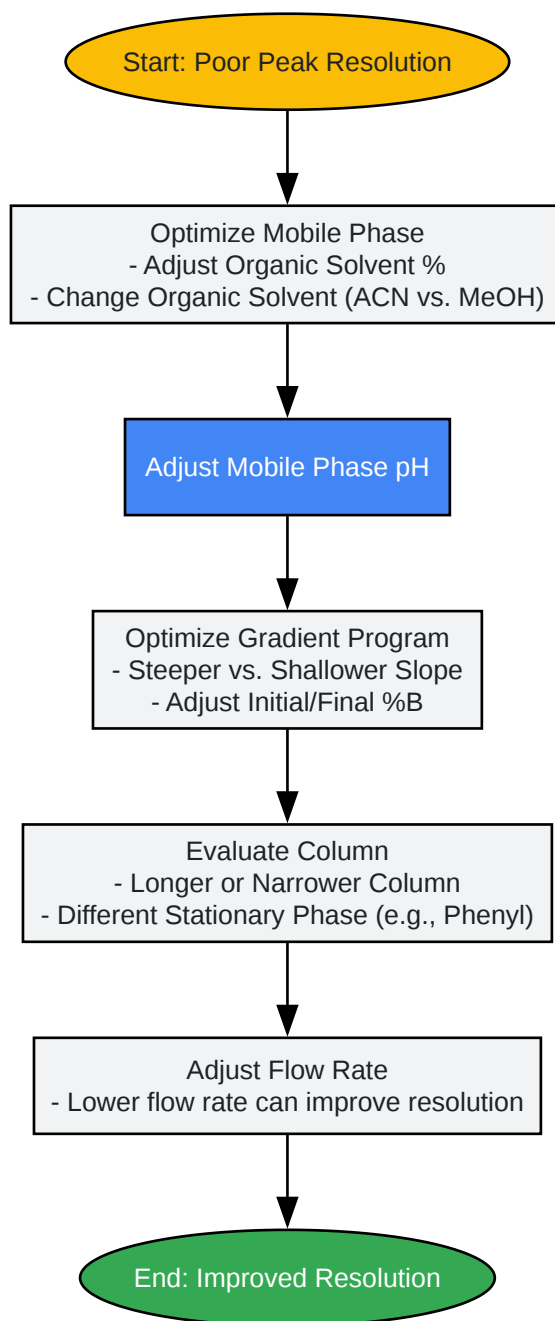 Start: Poor Peak Resolution
Optimize Mobile Phase
- Adjust Organic Solvent %
- Change Organic Solvent (ACN vs. MeOH)
Adjust Mobile Phase pH
Optimize Gradient Program
- Steeper vs. Shallower Slope
- Adjust Initial/Final %B
Evaluate Column
- Longer or Narrower Column
- Different Stationary Phase (e.g., Phenyl)
Adjust Flow Rate
- Lower flow rate can improve resolution
End: Improved Resolution